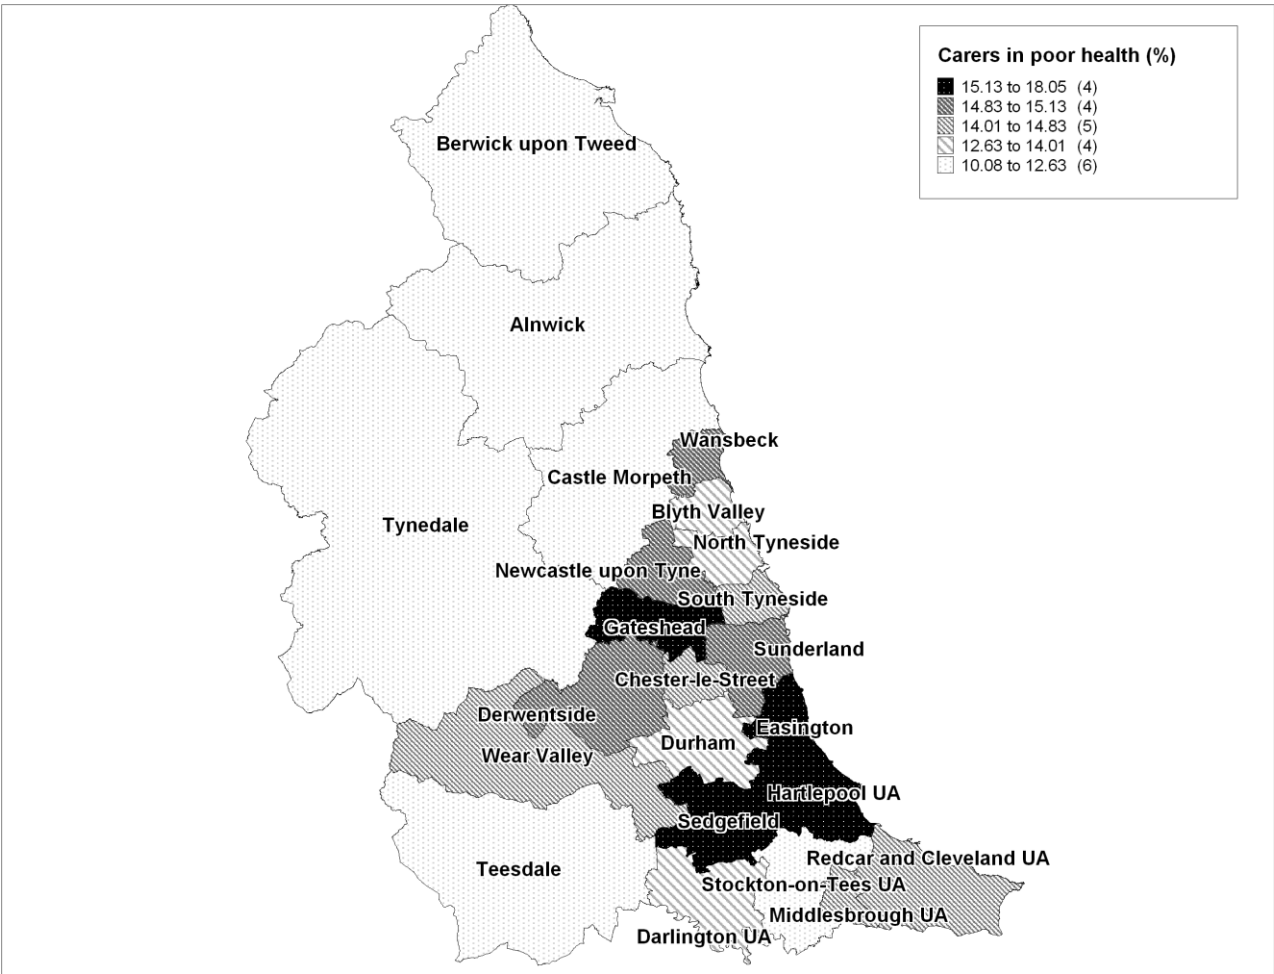 Carers in poor health (%)
15.13 to 18.05 (4)
14.83 to 15.13 (4)
14.01 to 14.83 (5)
12.63 to 14.01 (4)
10.08 to 12.63 (6)
Berwick upon Tweed
Alnwick
Wansbeck
Castle Morpeth
Blyth Valley
Tynedale
North Tyneside
Newcastle upon Tyne
South Tyneside
Gateshead
Sunderland
Chester-le-Street
Derwentside
Easington
Durham
Wear Valley
Hartlepool UA
Sedgefield
Redcar and Cleveland UA
Teesdale
Stockton-on-Tees UA
Middlesbrough UA
Darlington UA